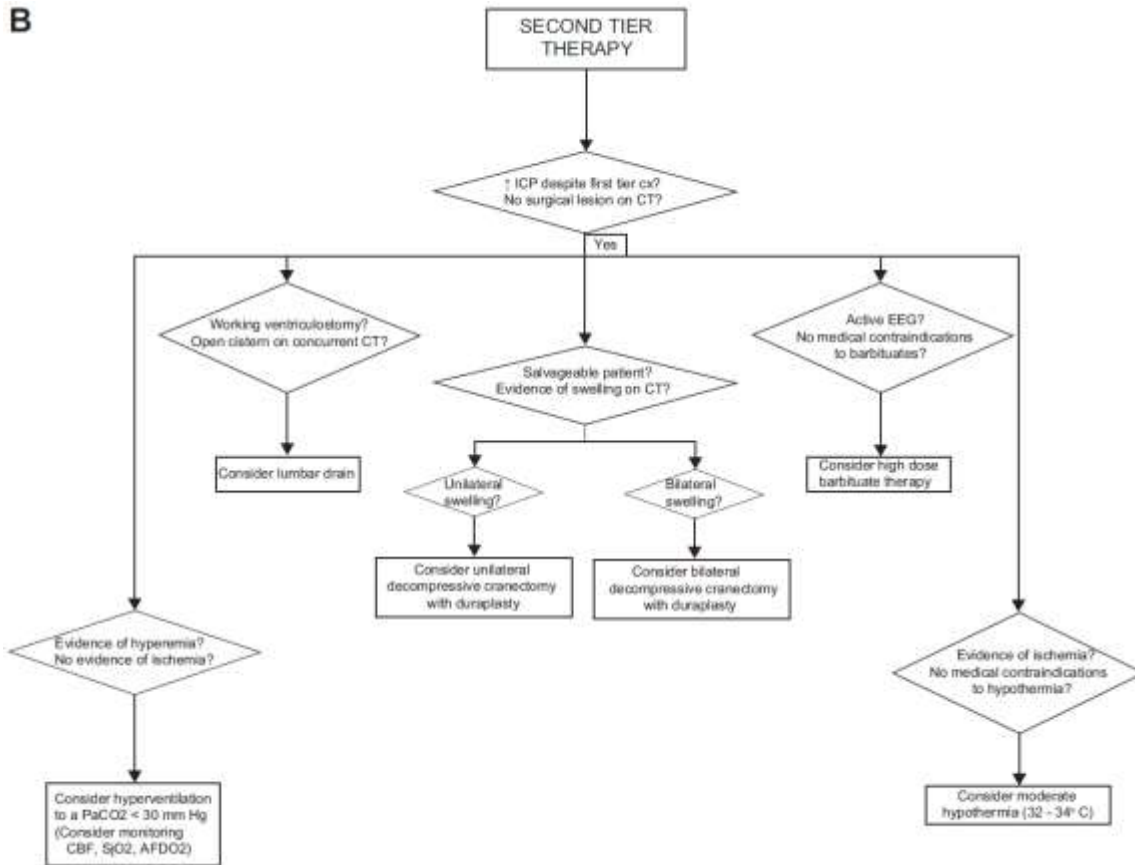 B
SECOND TIER
THERAPY
↑ ICP despite first tier cx?
No surgical lesion on CT?
Yes
Working ventriculostomy?
Open cistern on concurrent CT?
Active EEG?
No medical contraindications
to barbituates?
Salvageable patient?
Evidence of swelling on CT?
Consider lumbar drain
Unilateral
swelling?
Bilateral
swelling?
Consider high dose
barbituate therapy
Consider unilateral
decompressive cranectomy
with duraplasty
Consider bilateral
decompressive cranectomy
with duraplasty
Evidence of hyperemia?
No evidence of ischemia?
Evidence of ischemia?
No medical contraindications
to hypothermia?
Consider hyperventilation
to a PaCO2 < 30 mm Hg
(Consider monitoring
CBF, SjO2, AFDO2)
Consider moderate
hypothermia (32 - 34º C)